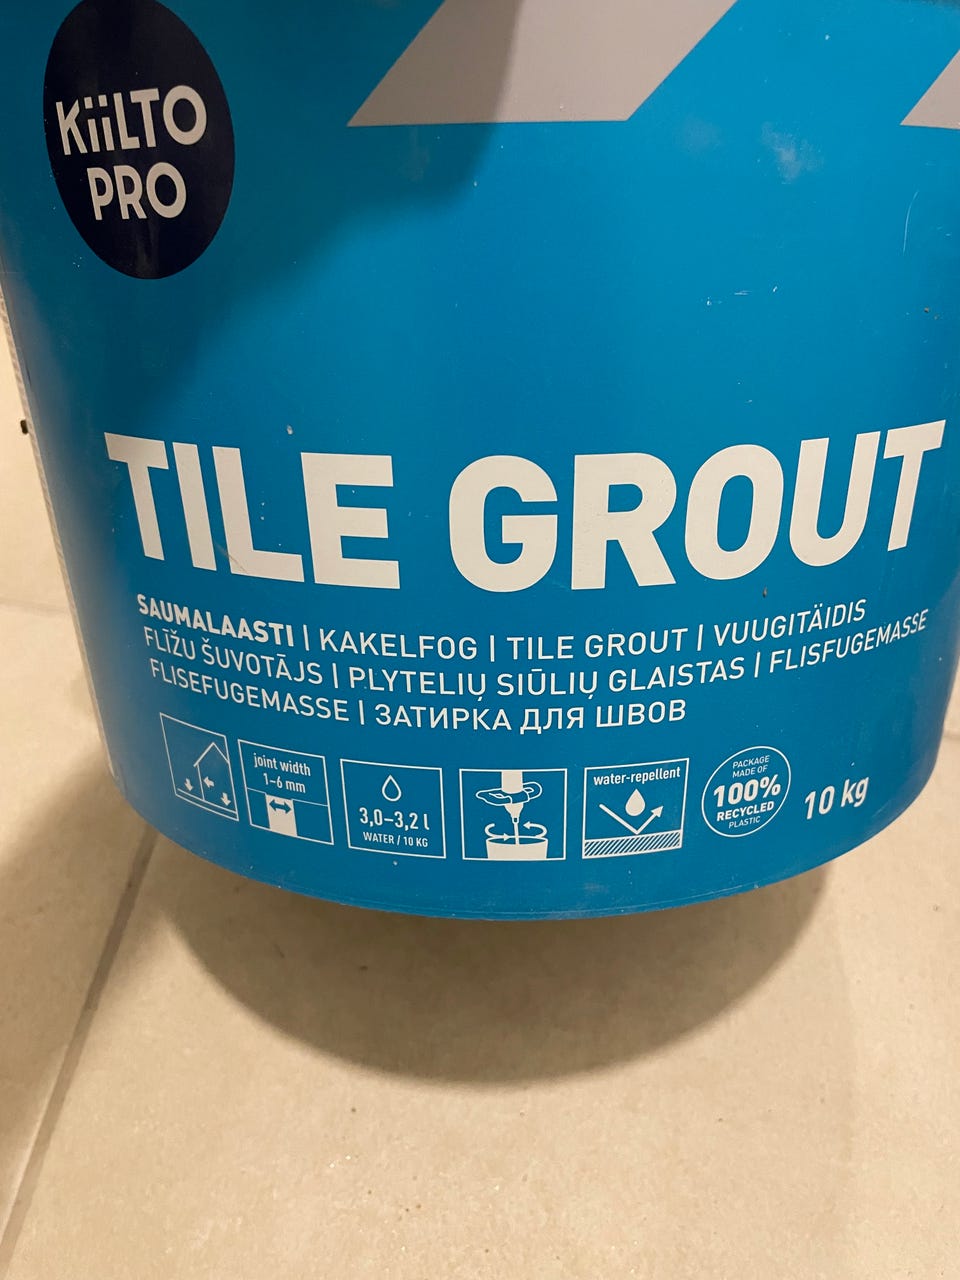 KiiLTO
PRO
TILE GROUT
SAUMALAASTI | KAKELFOG | TILE GROUT | VUUGITÄIDIS
FLĪŽU ŠUVOTĀJS | PLYTELIŲ SIŪLIŲ GLAISTAS | FLISFUGEMASSE
FLISEFUGEMASSE | ЗАТИРКА ДЛЯ ШВОВ
joint width
1–6 mm
3,0–3,2 l
WATER / 10 KG
water-repellent
PACKAGE
MADE OF
100%
RECYCLED
PLASTIC
10 kg